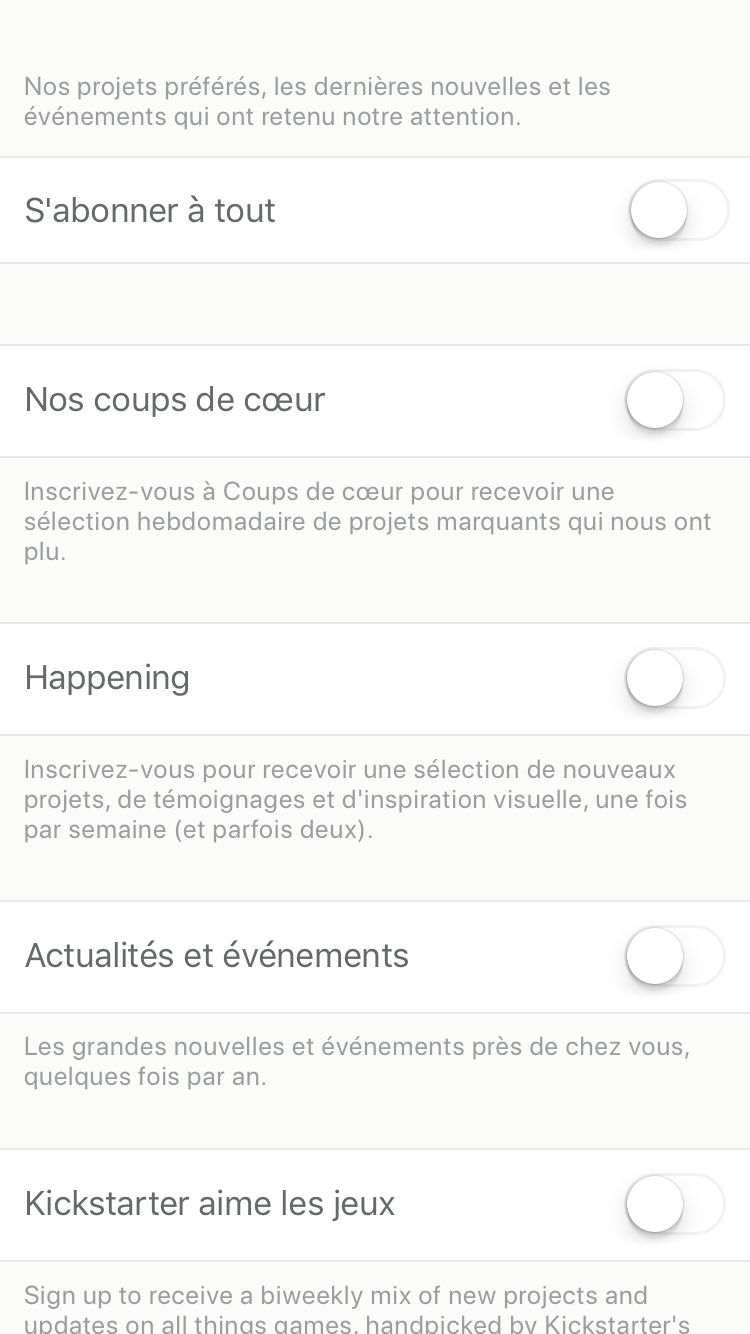 Nos projets préférés, les dernières nouvelles et les
événements qui ont retenu notre attention.
S'abonner à tout
Nos coups de cœur
Inscrivez-vous à Coups de cœur pour recevoir une
sélection hebdomadaire de projets marquants qui nous ont
plu.
Happening
Inscrivez-vous pour recevoir une sélection de nouveaux
projets, de témoignages et d'inspiration visuelle, une fois
par semaine (et parfois deux).
Actualités et événements
Les grandes nouvelles et événements près de chez vous,
quelques fois par an.
Kickstarter aime les jeux
Sign up to receive a biweekly mix of new projects and
updates on all things games, handpicked by Kickstarter's